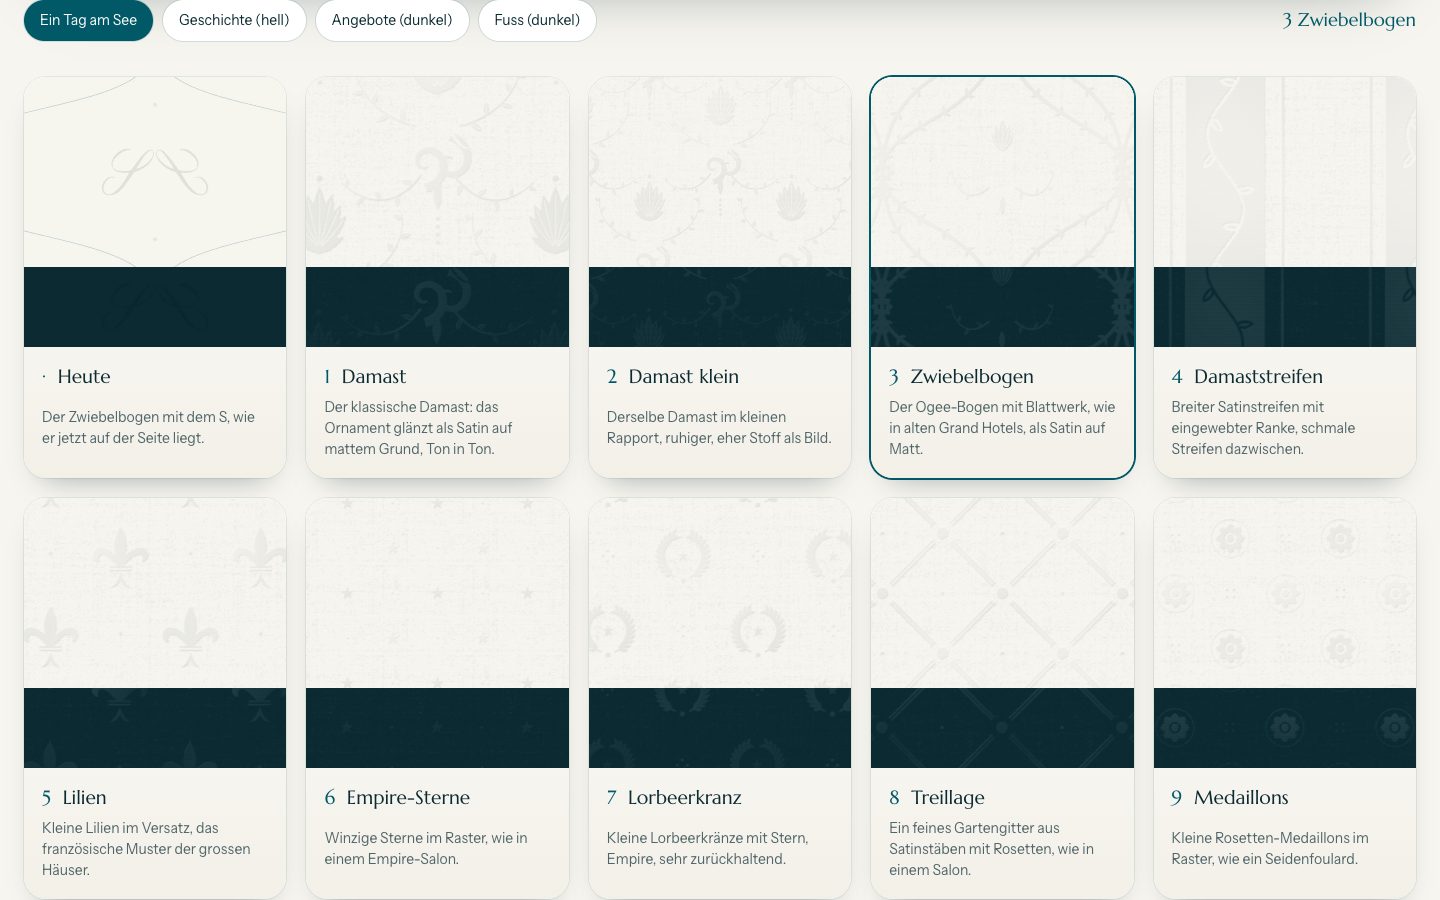 Ein Tag am See
Geschichte (hell)
Angebote (dunkel)
Fuss (dunkel)
3 Zwiebelbogen
· Heute
Der Zwiebelbogen mit dem S, wie
er jetzt auf der Seite liegt.
1 Damast
Der klassische Damast: das
Ornament glänzt als Satin auf
mattem Grund, Ton in Ton.
2 Damast klein
Derselbe Damast im kleinen
Rapport, ruhiger, eher Stoff als Bild.
3 Zwiebelbogen
Der Ogee-Bogen mit Blattwerk, wie
in alten Grand Hotels, als Satin auf
Matt.
4 Damaststreifen
Breiter Satinstreifen mit
eingewebter Ranke, schmale
Streifen dazwischen.
5 Lilien
Kleine Lilien im Versatz, das
französische Muster der grossen
Häuser.
6 Empire-Sterne
Winzige Sterne im Raster, wie in
einem Empire-Salon.
7 Lorbeerkranz
Kleine Lorbeerkränze mit Stern,
Empire, sehr zurückhaltend.
8 Treillage
Ein feines Gartengitter aus
Satinstäben mit Rosetten, wie in
einem Salon.
9 Medaillons
Kleine Rosetten-Medaillons im
Raster, wie ein Seidenfoulard.